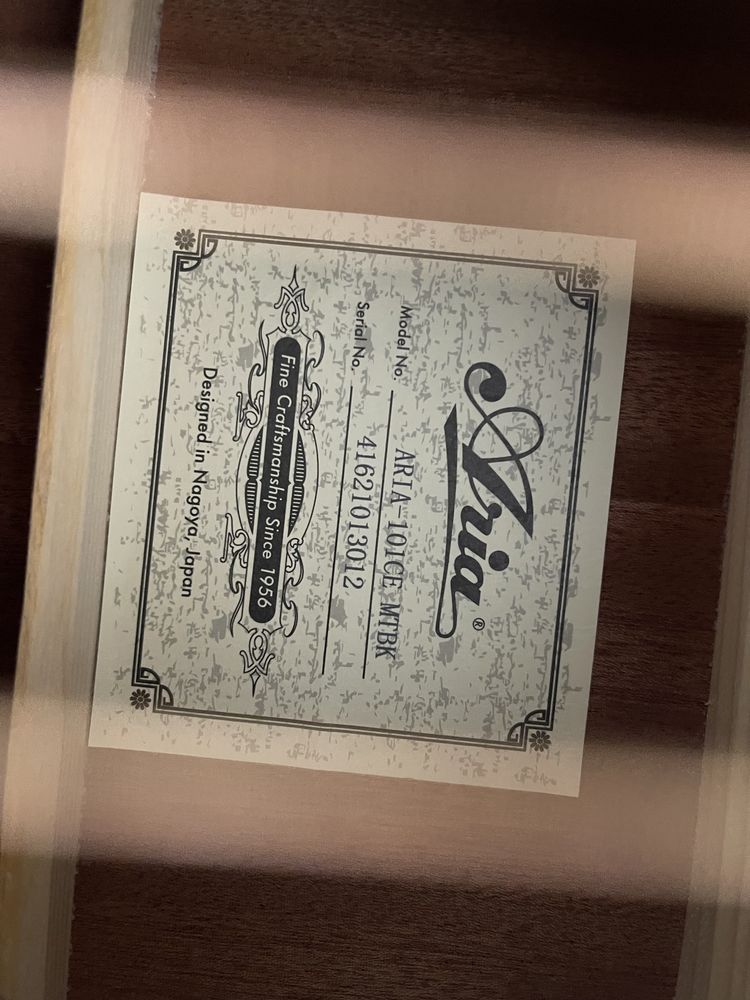 Aria®
Model No. ARIA-101CE MTBK
Serial No. 41621013012
Fine Craftsmanship Since 1956
Designed in Nagoya, Japan